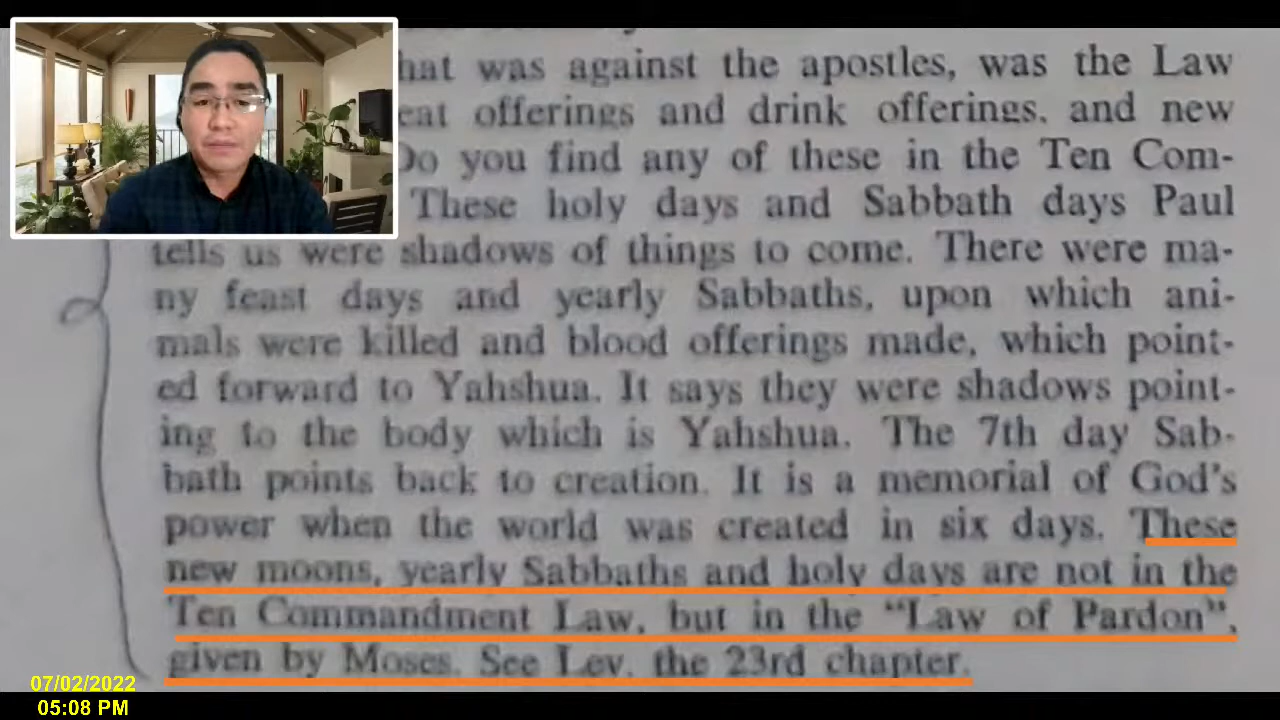 hat was against the apostles, was the Law
eat offerings and drink offerings, and new
Do you find any of these in the Ten Com-
These holy days and Sabbath days Paul
tells us were shadows of things to come. There were ma-
ny feast days and yearly Sabbaths, upon which ani-
mals were killed and blood offerings made, which point-
ed forward to Yahshua. It says they were shadows point-
ing to the body which is Yahshua. The 7th day Sab-
bath points back to creation. It is a memorial of God's
power when the world was created in six days. These
new moons, yearly Sabbaths and holy days are not in the
Ten Commandment Law, but in the "Law of Pardon",
given by Moses. See Lev. the 23rd chapter.
07/02/2022
05:08 PM